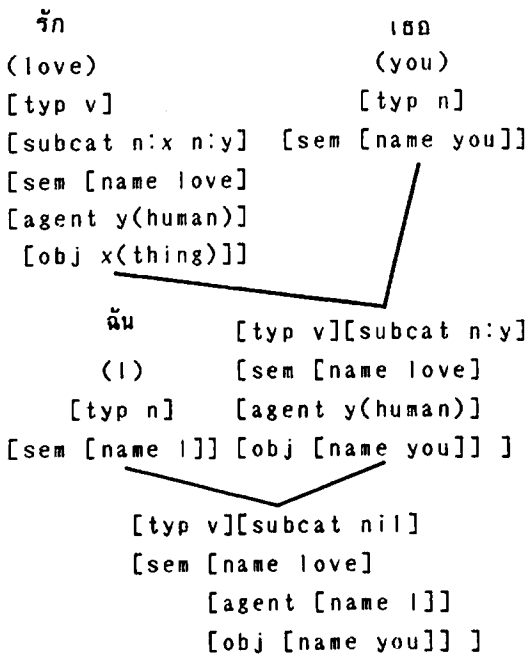 รัก เธอ
(love) (you)
[typ v] [typ n]
[subcat n:x n:y] [sem [name you]]
[sem [name love]
[agent y(human)]
[obj x(thing)]]
ฉัน [typ v][subcat n:y]
(I) [sem [name love]
[typ n] [agent y(human)]
[sem [name I]] [obj [name you]] ]
[typ v][subcat nil]
[sem [name love]
[agent [name I]]
[obj [name you]] ]